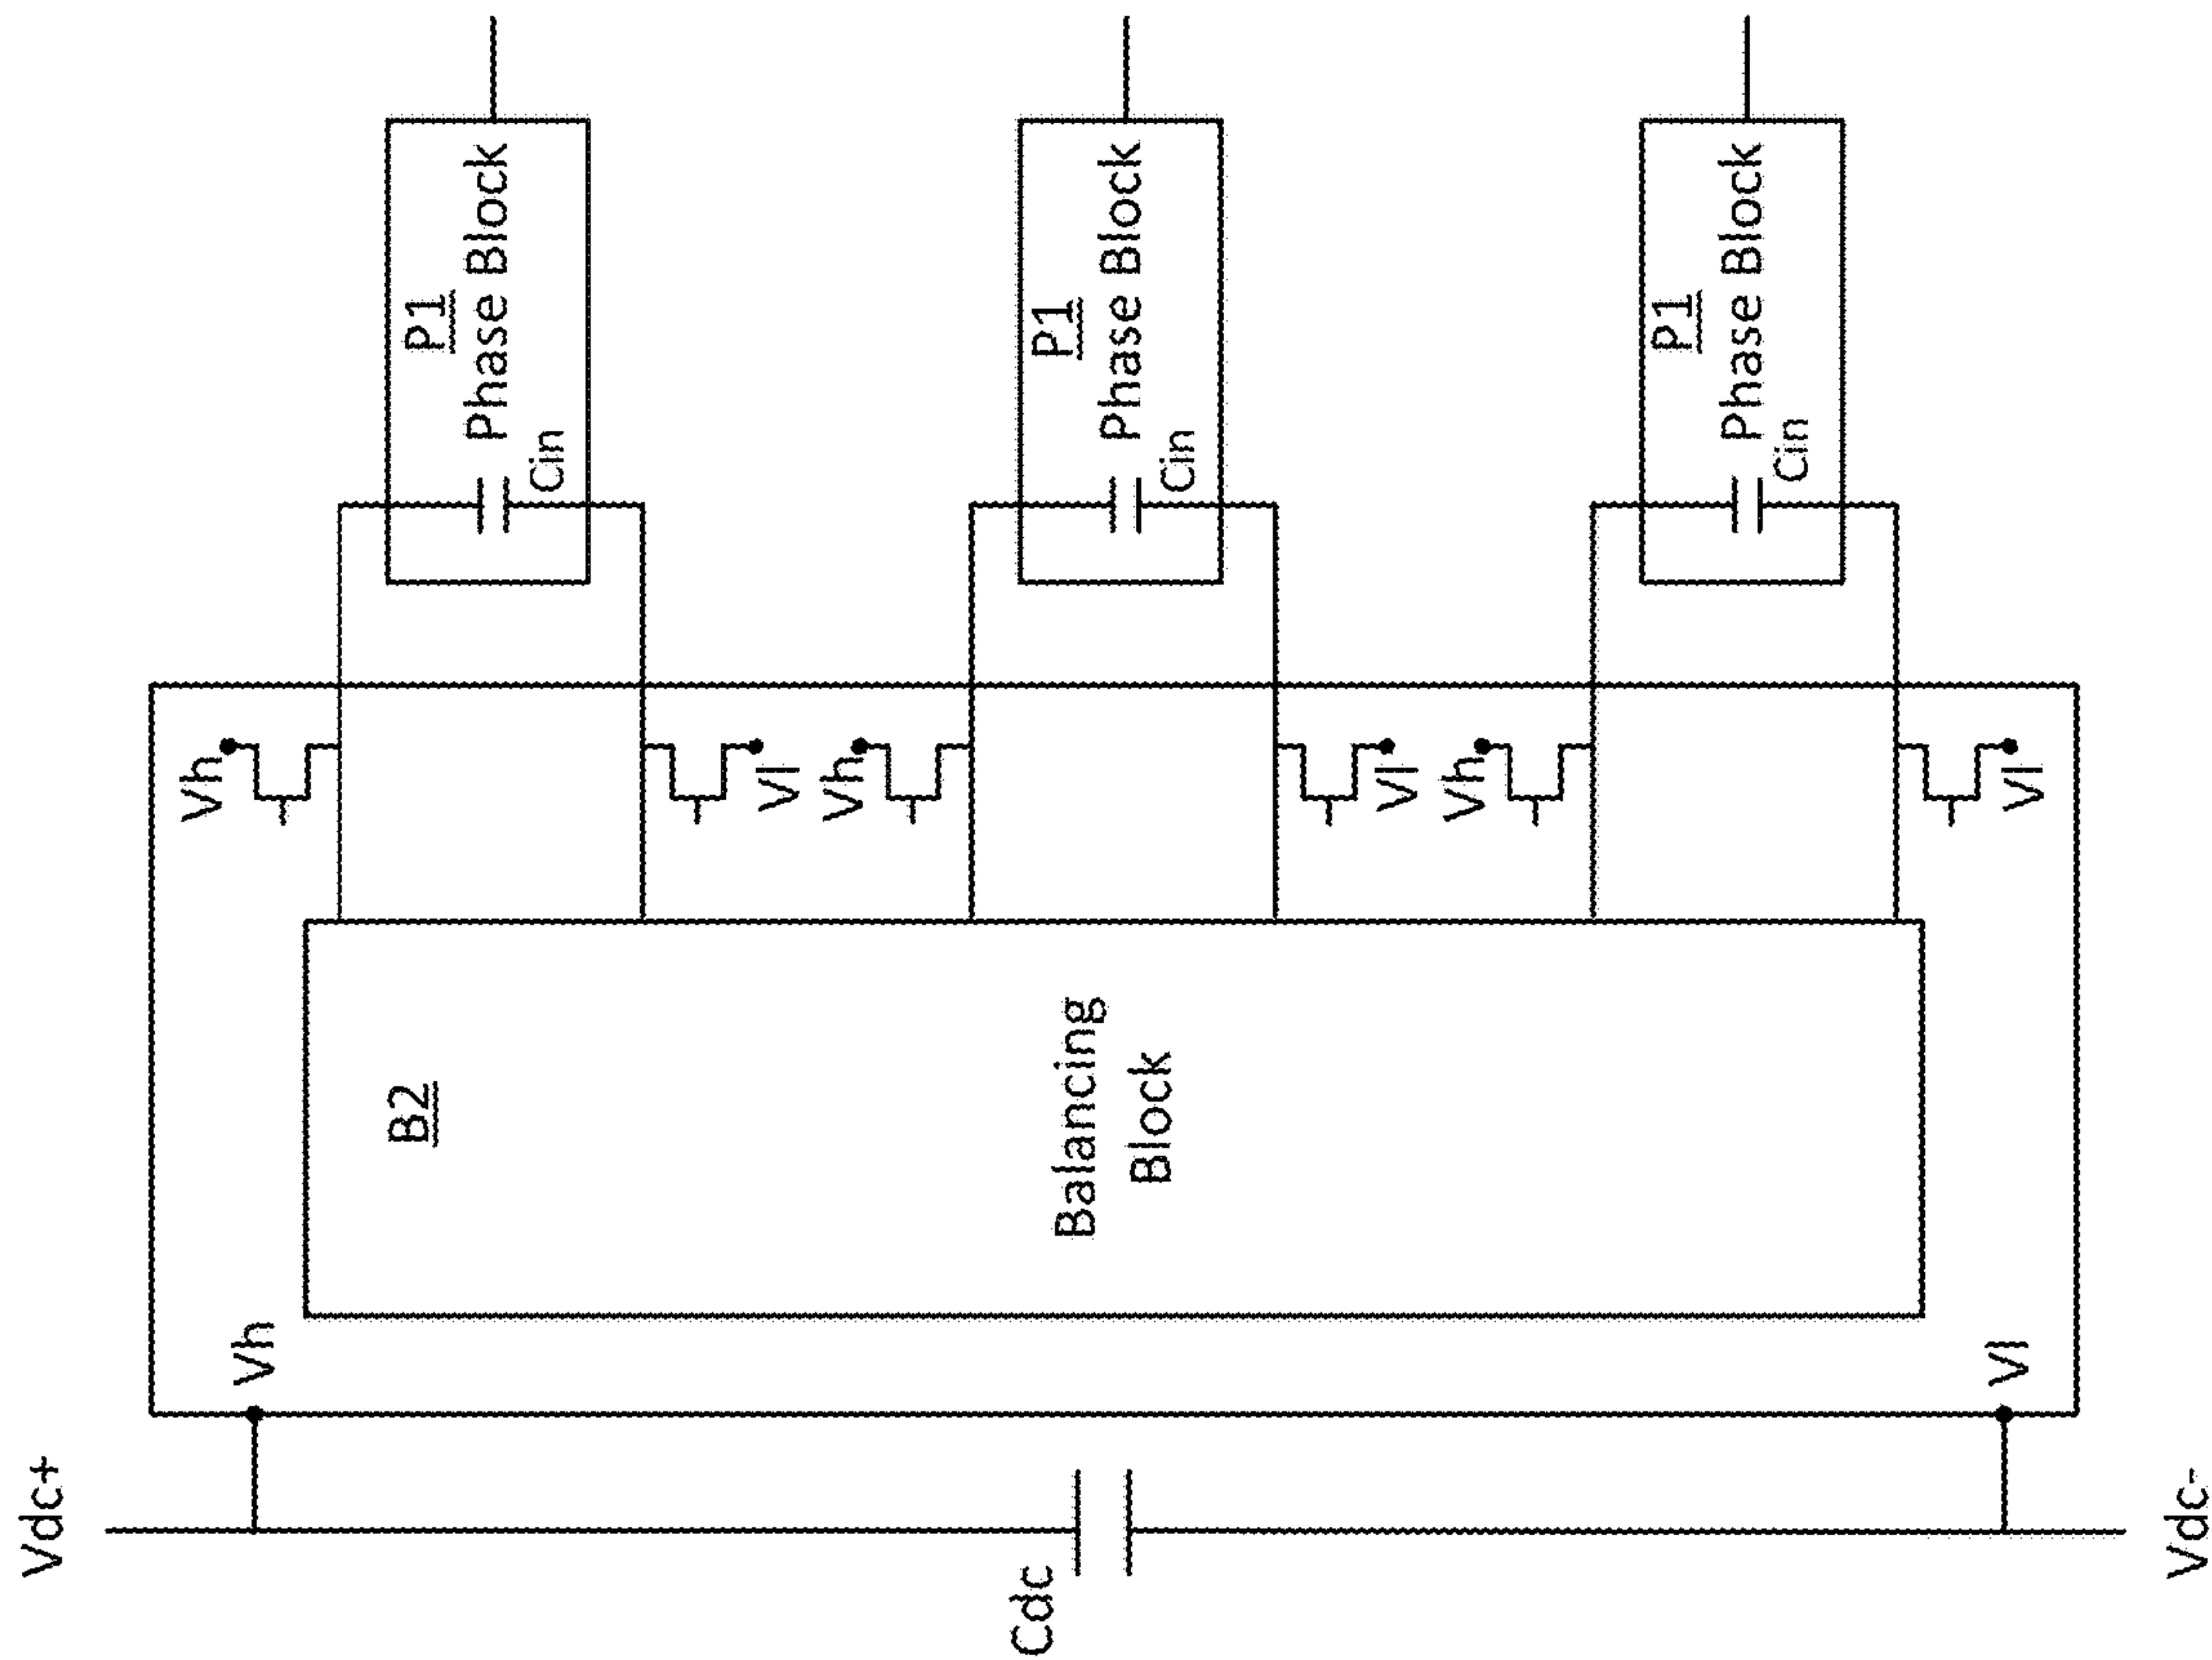 Vdc+
Cdc
Vdc-
Vh
Vl
B2
Balancing
Block
Vh
Vl
Vh
Vl
Vh
Vl
P1
Phase Block
Cin
P1
Phase Block
Cin
P1
Phase Block
Cin